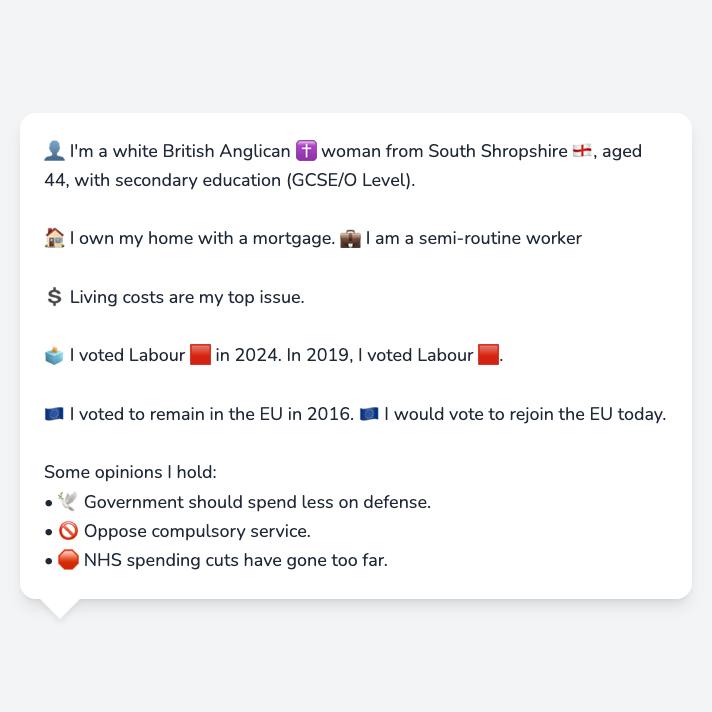 👤 I'm a white British Anglican ✝️ woman from South Shropshire 🏴󠁧󠁢󠁥󠁮󠁧󠁿, aged
44, with secondary education (GCSE/O Level).
🏠 I own my home with a mortgage. 💼 I am a semi-routine worker
💲 Living costs are my top issue.
🗳️ I voted Labour 🟥 in 2024. In 2019, I voted Labour 🟥.
🇪🇺 I voted to remain in the EU in 2016. 🇪🇺 I would vote to rejoin the EU today.
Some opinions I hold:
• 🕊️ Government should spend less on defense.
• 🚫 Oppose compulsory service.
• 🛑 NHS spending cuts have gone too far.